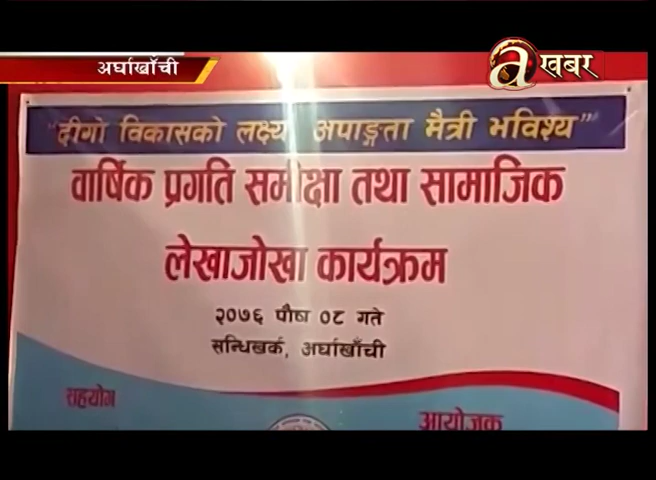 अर्घाखाँची
a खबर
"दीगो विकासको लक्ष्य अपाङ्गता मैत्री भविश्य"
वार्षिक प्रगति समीक्षा तथा सामाजिक
लेखाजोखा कार्यक्रम
२०७६ पौष ०८ गते
सन्धिखर्क, अर्घाखाँची
सहयोग
आयोजक